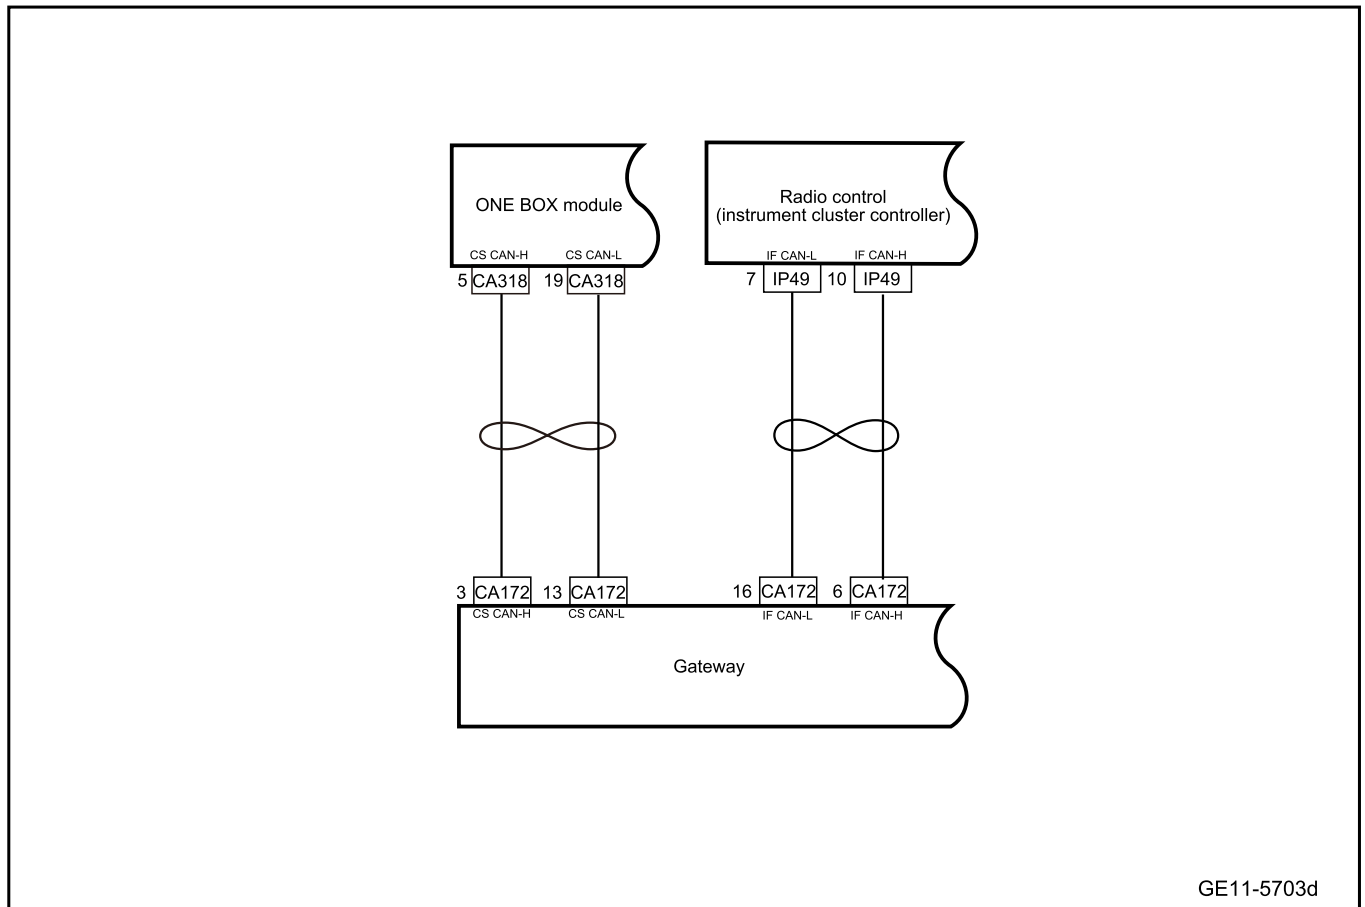 ONE BOX module
Radio control
(instrument cluster controller)
CS CAN-H
CS CAN-L
IF CAN-L
IF CAN-H
5 CA318
19 CA318
7 IP49
10 IP49
3 CA172
13 CA172
16 CA172
6 CA172
CS CAN-H
CS CAN-L
IF CAN-L
IF CAN-H
Gateway
GE11-5703d